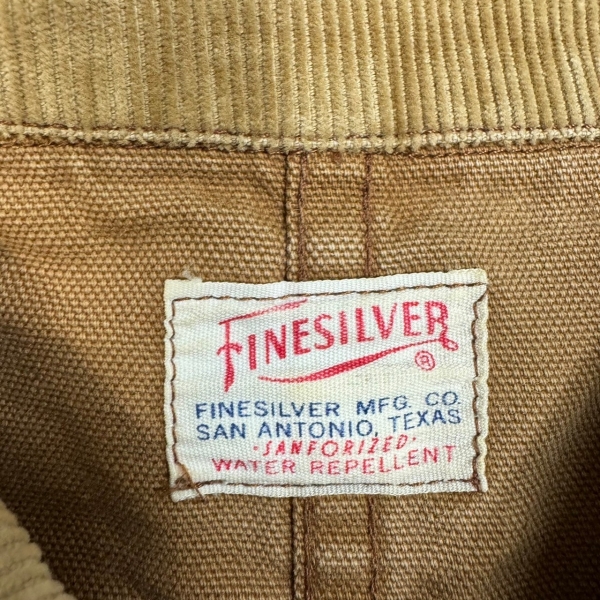 FINESILVER
®
FINESILVER MFG. CO.
SAN ANTONIO, TEXAS
·SANFORIZED·
WATER REPELLENT